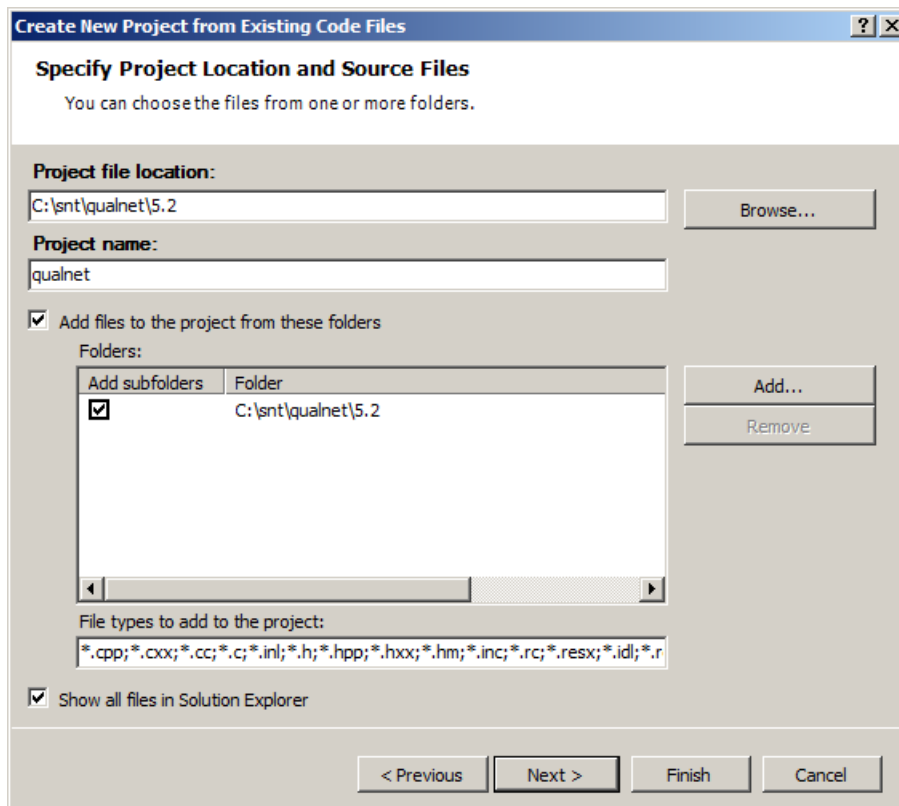 Create New Project from Existing Code Files
Specify Project Location and Source Files
You can choose the files from one or more folders.
Project file location:
C:\snt\qualnet\5.2
Browse...
Project name:
qualnet
Add files to the project from these folders
Folders:
Add subfolders Folder
C:\snt\qualnet\5.2
Add...
Remove
File types to add to the project:
*.cpp;*.cxx;*.cc;*.c;*.inl;*.h;*.hpp;*.hxx;*.hm;*.inc;*.rc;*.resx;*.idl;*.r
Show all files in Solution Explorer
< Previous Next > Finish Cancel